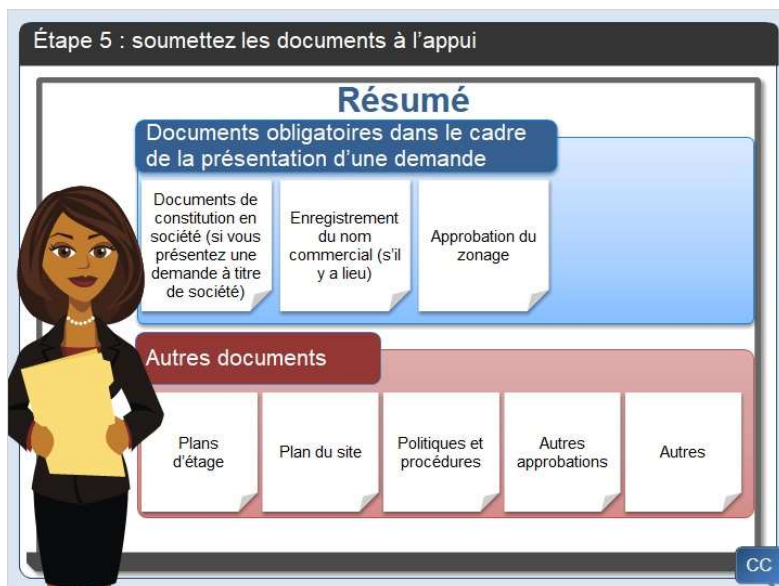 Étape 5 : soumettez les documents à l'appui
Résumé
Documents obligatoires dans le cadre
de la présentation d'une demande
Documents de
constitution en
société (si vous
présentez une
demande à titre
de société)
Enregistrement
du nom
commercial (s'il
y a lieu)
Approbation du
zonage
Autres documents
Plans
d'étage
Plan du site
Politiques et
procédures
Autres
approbations
Autres
CC